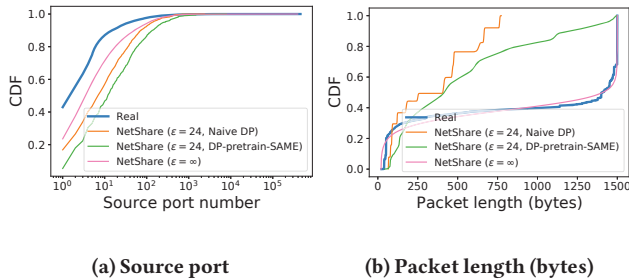 1.0
0.8
0.6
0.4
0.2
CDF
Real
NetShare (ε = 24, Naive DP)
NetShare (ε = 24, DP-pretrain-SAME)
NetShare (ε = ∞)
10⁰ 10¹ 10² 10³ 10⁴ 10⁵
Source port number
(a) Source port
1.0
0.8
0.6
0.4
0.2
0.0
CDF
Real
NetShare (ε = 24, Naive DP)
NetShare (ε = 24, DP-pretrain-SAME)
NetShare (ε = ∞)
0 250 500 750 1000 1250 1500
Packet length (bytes)
(b) Packet length (bytes)